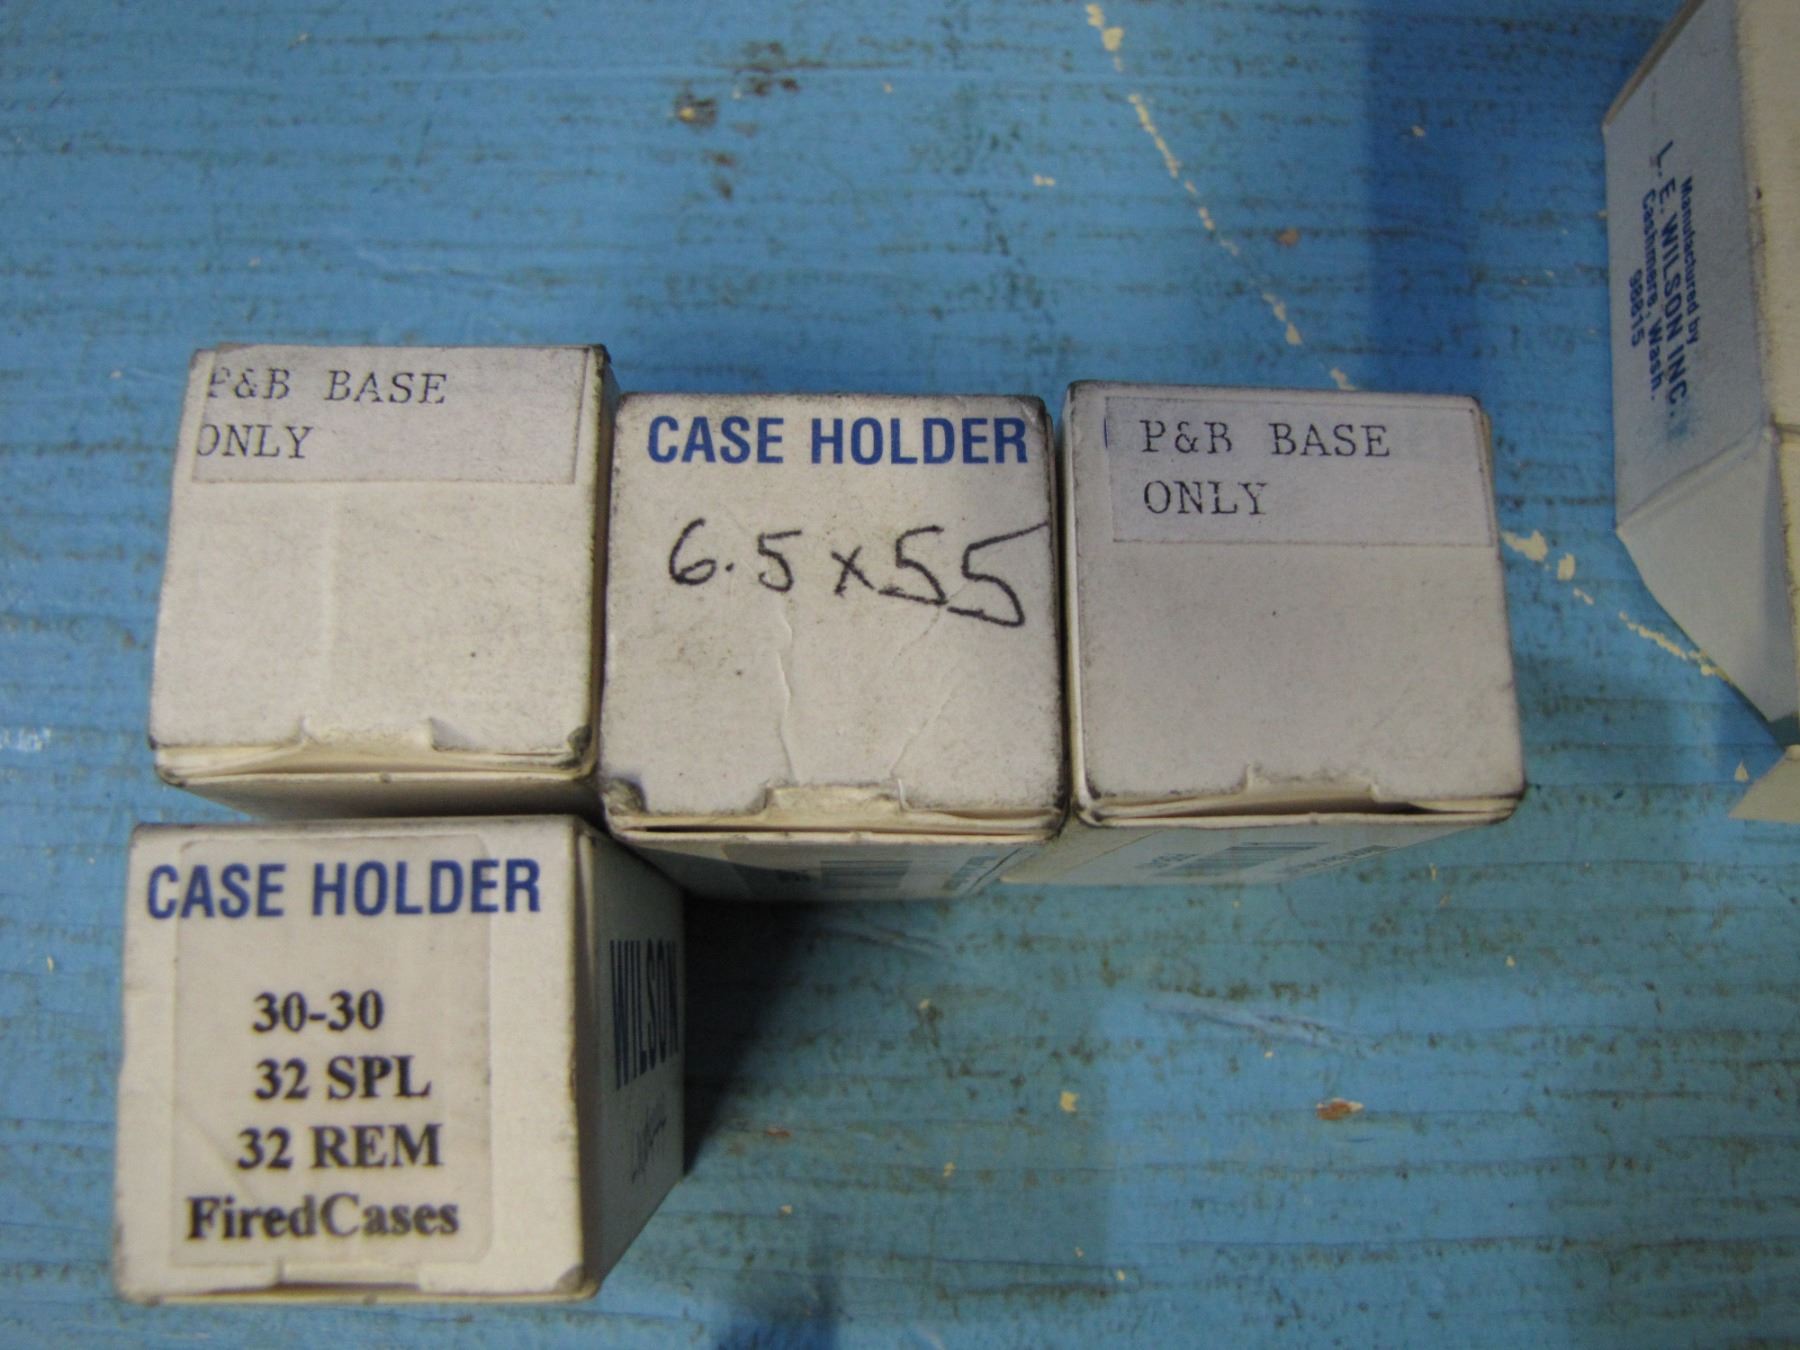 P&B BASE
ONLY
CASE HOLDER
6.5x55
P&B BASE
ONLY
Manufactured by
L. E. WILSON INC.
Cashmere, Wash.
98815
CASE HOLDER
30-30
32 SPL
32 REM
FiredCases
WILSON